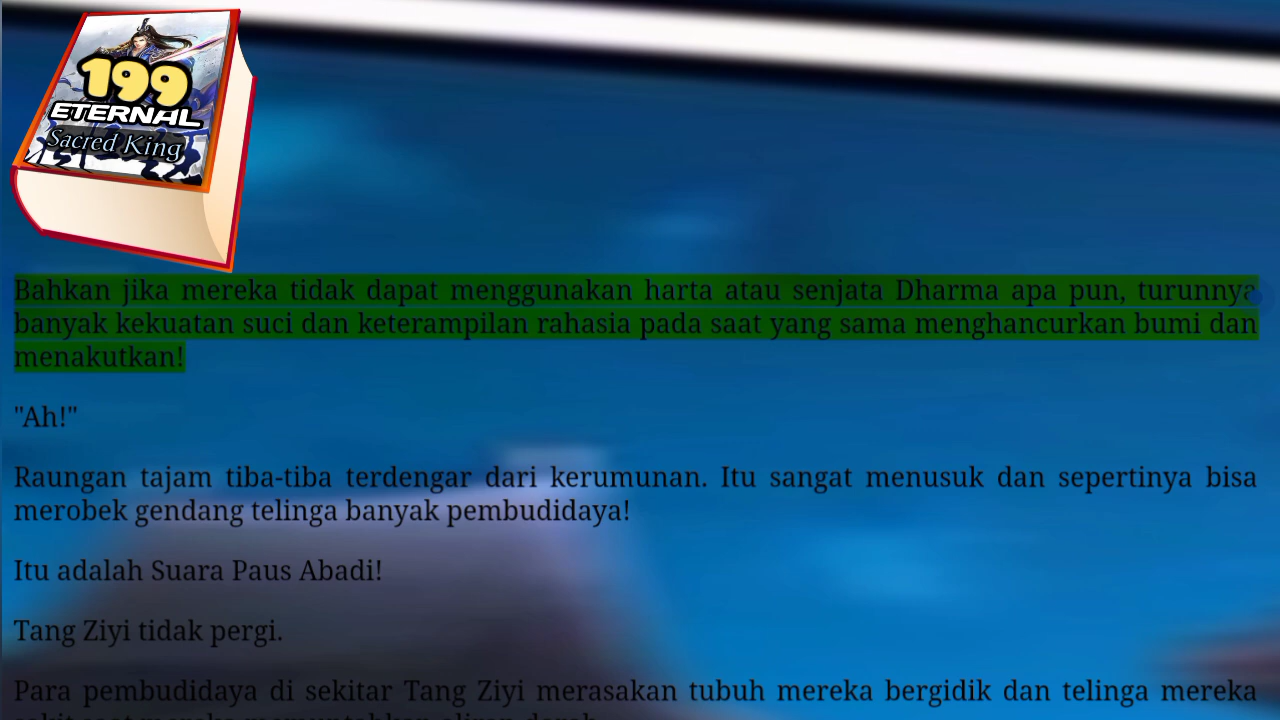 199
ETERNAL
Sacred King
Bahkan jika mereka tidak dapat menggunakan harta atau senjata Dharma apa pun, turunnya
banyak kekuatan suci dan keterampilan rahasia pada saat yang sama menghancurkan bumi dan
menakutkan!
"Ah!"
Raungan tajam tiba-tiba terdengar dari kerumunan. Itu sangat menusuk dan sepertinya bisa
merobek gendang telinga banyak pembudidaya!
Itu adalah Suara Paus Abadi!
Tang Ziyi tidak pergi.
Para pembudidaya di sekitar Tang Ziyi merasakan tubuh mereka bergidik dan telinga mereka